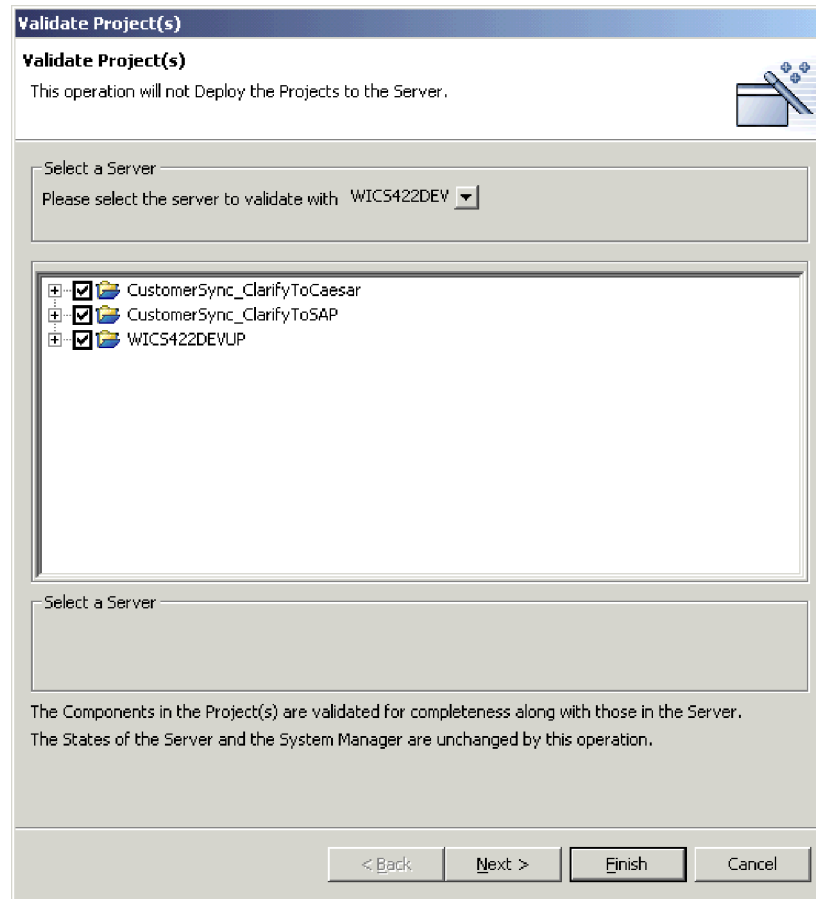 Validate Project(s)
Validate Project(s)
This operation will not Deploy the Projects to the Server.
Select a Server
Please select the server to validate with WICS422DEV
CustomerSync_ClarifyToCaesar
CustomerSync_ClarifyToSAP
WICS422DEVUP
Select a Server
The Components in the Project(s) are validated for completeness along with those in the Server.
The States of the Server and the System Manager are unchanged by this operation.
< Back Next > Finish Cancel